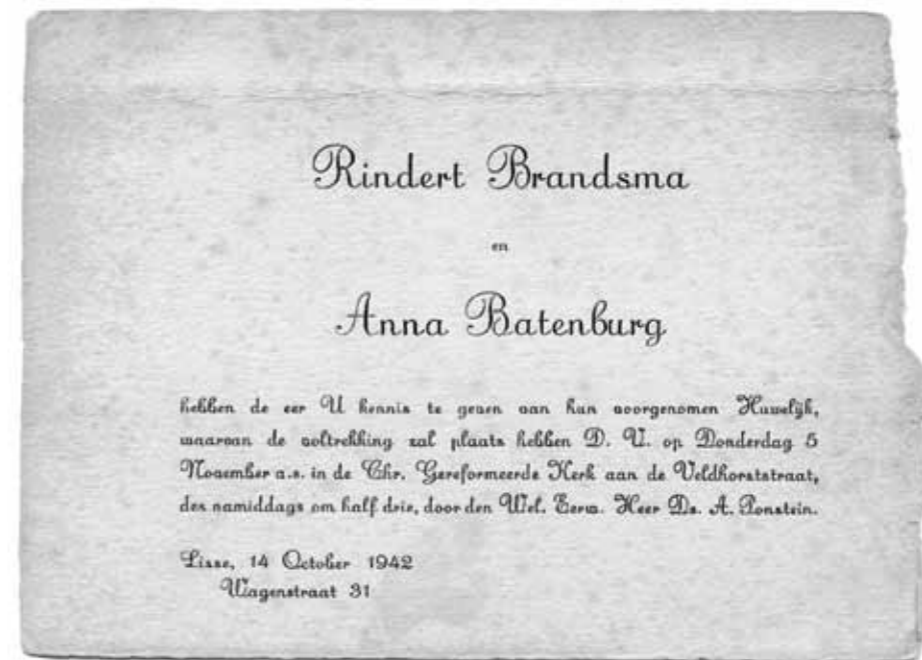 Rindert Brandsma
en
Anna Batenburg
hebben de eer U kennis te geven van hun voorgenomen Huwelijk,
waarvan de voltrekking zal plaats hebben D. V. op Donderdag 5
November a.s. in de Chr. Gereformeerde Kerk aan de Veldhorststraat,
des namiddags om half drie, door den Wel. Eerw. Heer Ds. A. Ponstein.
Lisse, 14 October 1942
Wagenstraat 31